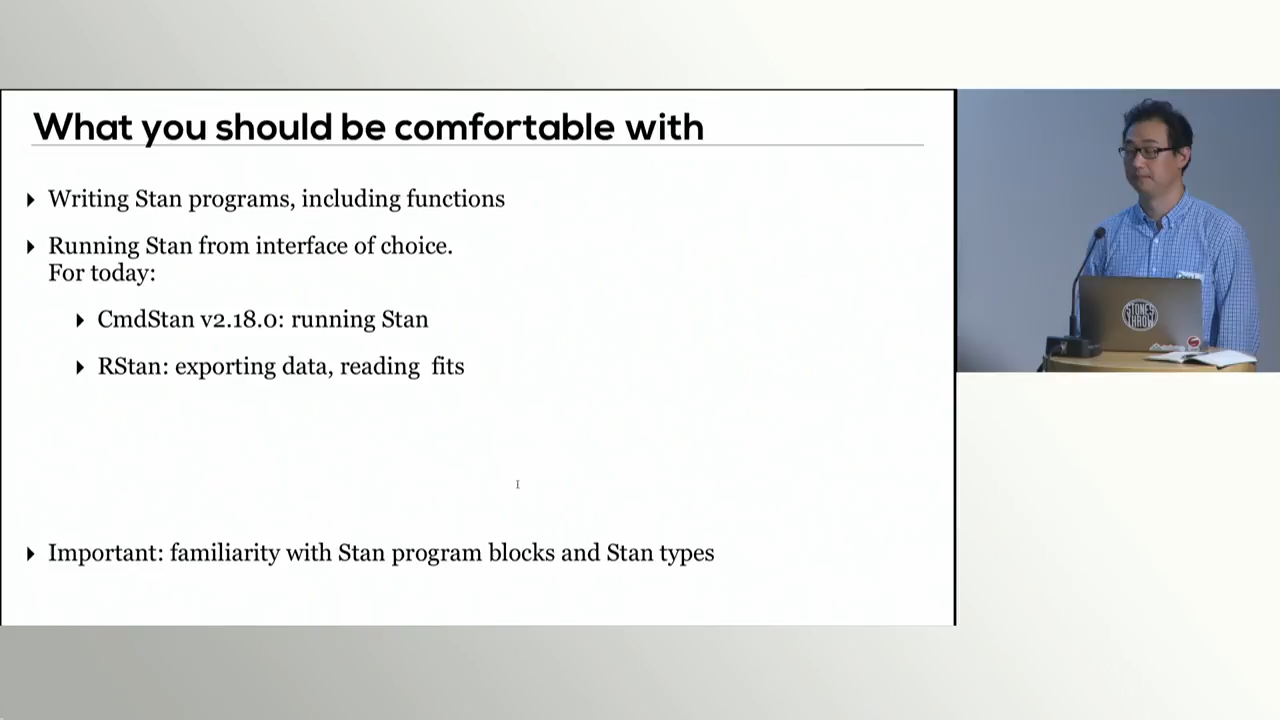 What you should be comfortable with
Writing Stan programs, including functions
Running Stan from interface of choice.
For today:
CmdStan v2.18.0: running Stan
RStan: exporting data, reading fits
Important: familiarity with Stan program blocks and Stan types
STONES
THROW